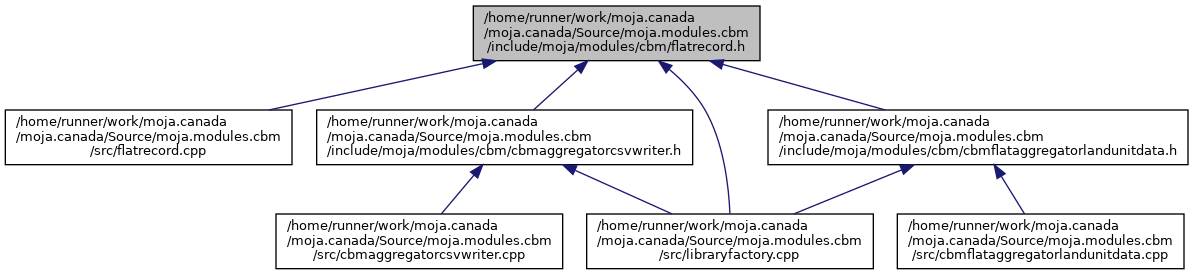 /home/runner/work/moja.canada
/moja.canada/Source/moja.modules.cbm
/include/moja/modules/cbm/flatrecord.h
/home/runner/work/moja.canada
/moja.canada/Source/moja.modules.cbm
/src/flatrecord.cpp
/home/runner/work/moja.canada
/moja.canada/Source/moja.modules.cbm
/include/moja/modules/cbm/cbmaggregatorcsvwriter.h
/home/runner/work/moja.canada
/moja.canada/Source/moja.modules.cbm
/include/moja/modules/cbm/cbmflataggregatorlandunitdata.h
/home/runner/work/moja.canada
/moja.canada/Source/moja.modules.cbm
/src/cbmaggregatorcsvwriter.cpp
/home/runner/work/moja.canada
/moja.canada/Source/moja.modules.cbm
/src/libraryfactory.cpp
/home/runner/work/moja.canada
/moja.canada/Source/moja.modules.cbm
/src/cbmflataggregatorlandunitdata.cpp